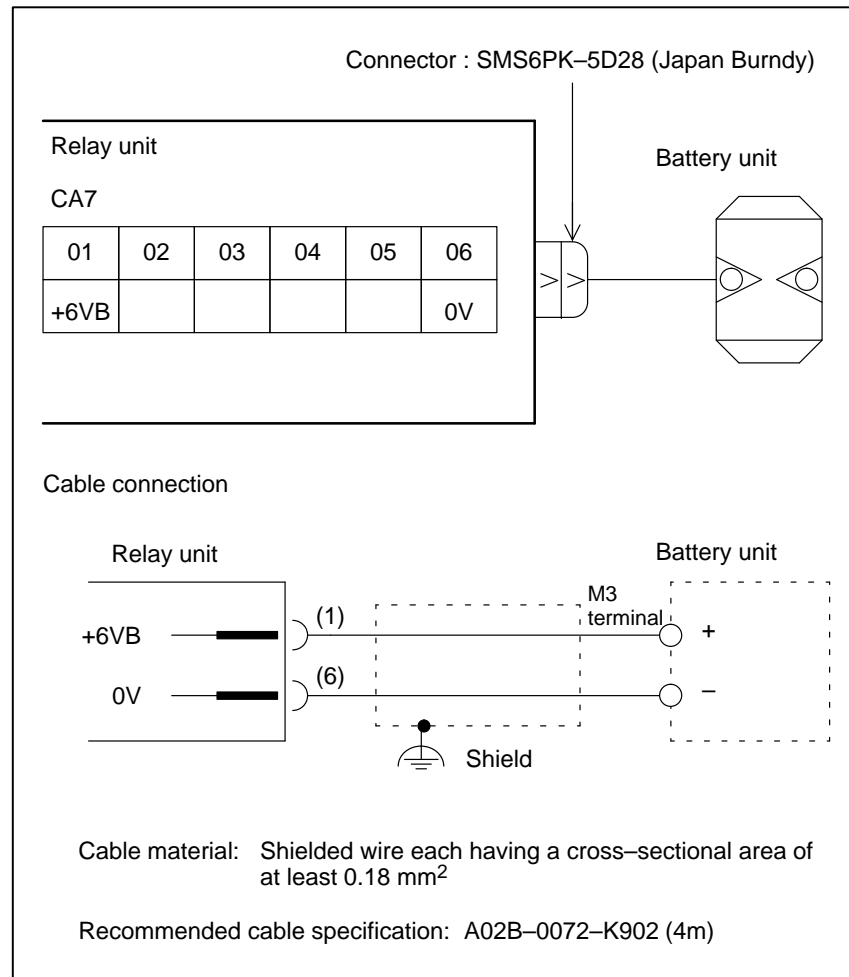 Connector : SMS6PK–5D28 (Japan Burndy)
Relay unit
Battery unit
CA7
01 02 03 04 05 06
+6VB 0V
Cable connection
Relay unit
Battery unit
M3
terminal
+6VB (1) +
0V (6) –
Shield
Cable material: Shielded wire each having a cross–sectional area of
at least 0.18 mm2
Recommended cable specification: A02B–0072–K902 (4m)